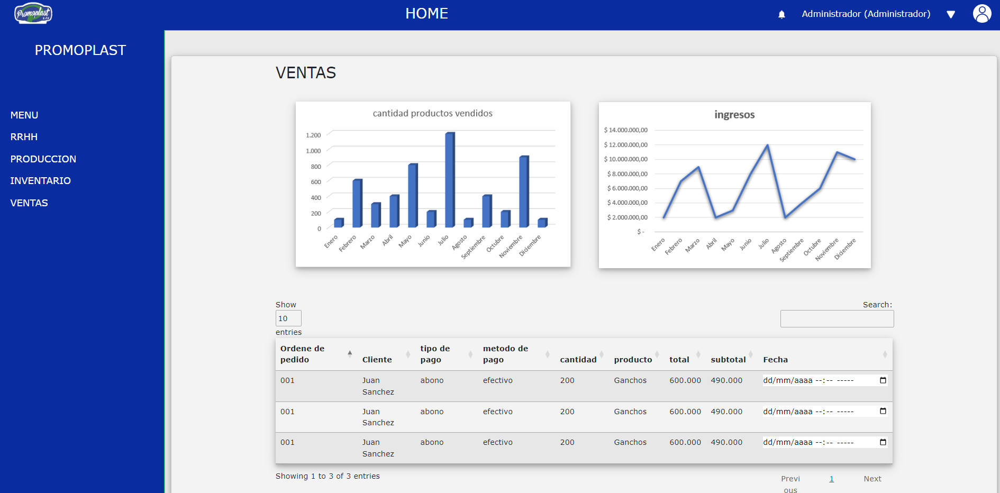 Promoplast
S.A.S
HOME
Administrador (Administrador)
PROMOPLAST
MENU
RRHH
PRODUCCION
INVENTARIO
VENTAS
VENTAS
cantidad productos vendidos
1.200
1.000
800
600
400
200
0
Enero
Febrero
Marzo
Abril
Mayo
Junio
Julio
Agosto
Septiembre
Octubre
Noviembre
Diciembre
ingresos
$ 14.000.000,00
$ 12.000.000,00
$ 10.000.000,00
$ 8.000.000,00
$ 6.000.000,00
$ 4.000.000,00
$ 2.000.000,00
$ -
Enero
Febrero
Marzo
Abril
Mayo
Junio
Julio
Agosto
Septiembre
Octubre
Noviembre
Diciembre
Show
10
entries
Search:
Ordene de pedido Cliente tipo de pago metodo de pago cantidad producto total subtotal Fecha
001 Juan Sanchez abono efectivo 200 Ganchos 600.000 490.000 dd/mm/aaaa --:-- -----
001 Juan Sanchez abono efectivo 200 Ganchos 600.000 490.000 dd/mm/aaaa --:-- -----
001 Juan Sanchez abono efectivo 200 Ganchos 600.000 490.000 dd/mm/aaaa --:-- -----
Showing 1 to 3 of 3 entries
Previ
ous
1
Next